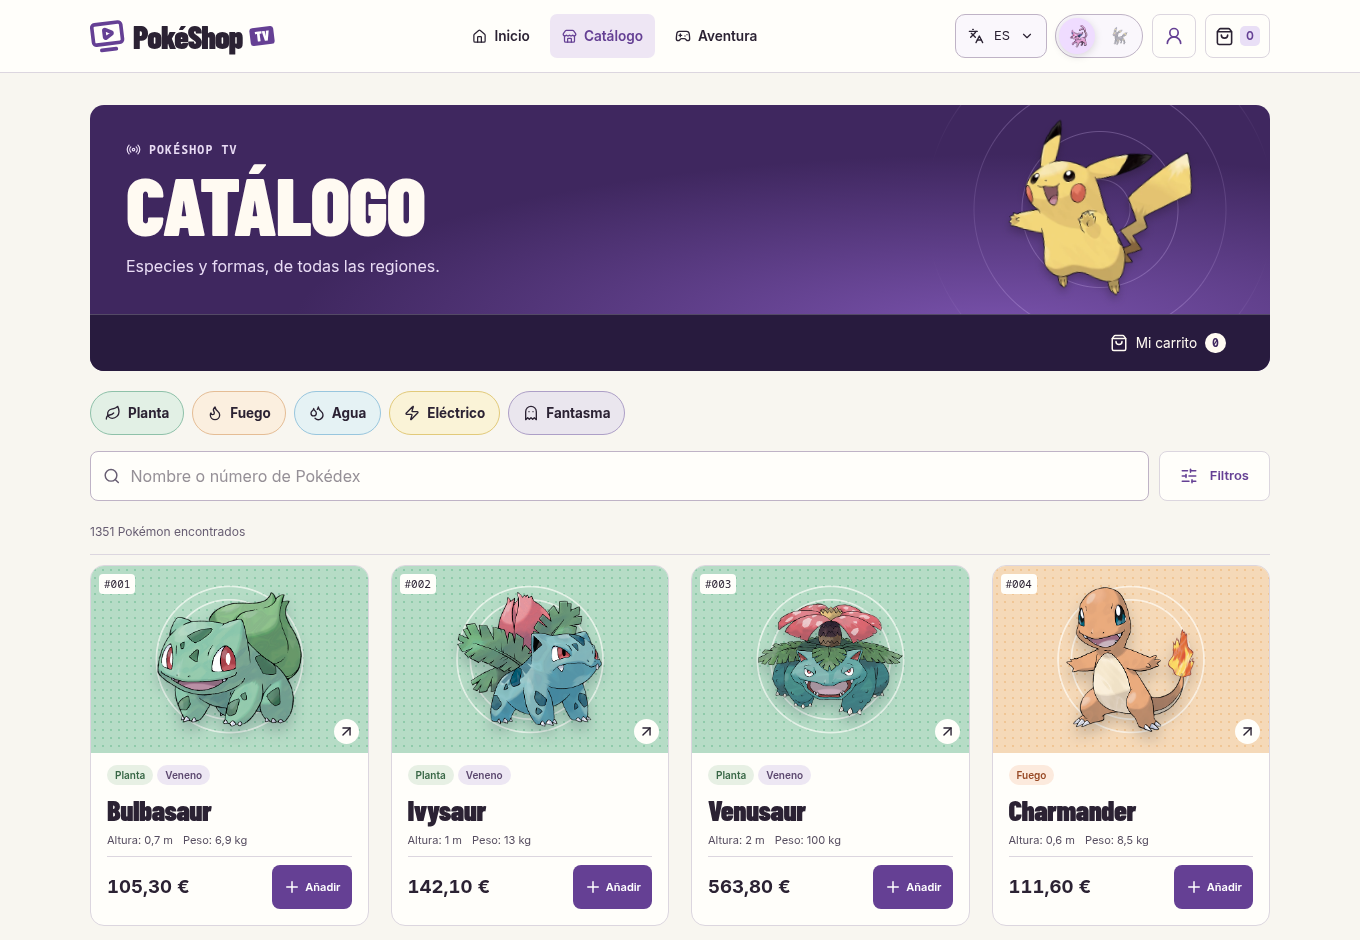 PokéShop TV
Inicio
Catálogo
Aventura
ES
0
POKÉSHOP TV
CATÁLOGO
Especies y formas, de todas las regiones.
Mi carrito 0
Planta
Fuego
Agua
Eléctrico
Fantasma
Nombre o número de Pokédex
Filtros
1351 Pokémon encontrados
#001
Planta Veneno
Bulbasaur
Altura: 0,7 m Peso: 6,9 kg
105,30 €
Añadir
#002
Planta Veneno
Ivysaur
Altura: 1 m Peso: 13 kg
142,10 €
Añadir
#003
Planta Veneno
Venusaur
Altura: 2 m Peso: 100 kg
563,80 €
Añadir
#004
Fuego
Charmander
Altura: 0,6 m Peso: 8,5 kg
111,60 €
Añadir